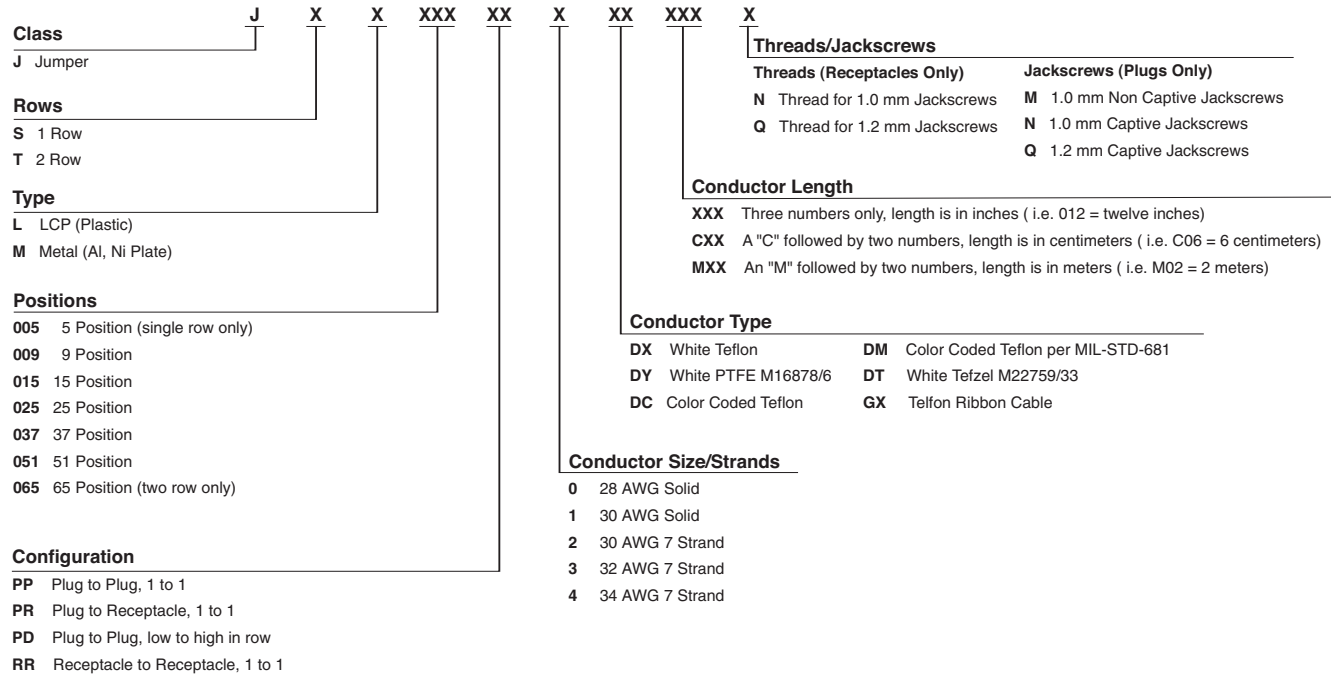 J X X XXX XX X XX XXX X
Class
J Jumper
Rows
S 1 Row
T 2 Row
Type
L LCP (Plastic)
M Metal (Al, Ni Plate)
Positions
005 5 Position (single row only)
009 9 Position
015 15 Position
025 25 Position
037 37 Position
051 51 Position
065 65 Position (two row only)
Configuration
PP Plug to Plug, 1 to 1
PR Plug to Receptacle, 1 to 1
PD Plug to Plug, low to high in row
RR Receptacle to Receptacle, 1 to 1
Threads/Jackscrews
Threads (Receptacles Only)
N Thread for 1.0 mm Jackscrews
Q Thread for 1.2 mm Jackscrews
Jackscrews (Plugs Only)
M 1.0 mm Non Captive Jackscrews
N 1.0 mm Captive Jackscrews
Q 1.2 mm Captive Jackscrews
Conductor Length
XXX Three numbers only, length is in inches ( i.e. 012 = twelve inches)
CXX A "C" followed by two numbers, length is in centimeters ( i.e. C06 = 6 centimeters)
MXX An "M" followed by two numbers, length is in meters ( i.e. M02 = 2 meters)
Conductor Type
DX White Teflon
DY White PTFE M16878/6
DC Color Coded Teflon
DM Color Coded Teflon per MIL-STD-681
DT White Tefzel M22759/33
GX Telfon Ribbon Cable
Conductor Size/Strands
0 28 AWG Solid
1 30 AWG Solid
2 30 AWG 7 Strand
3 32 AWG 7 Strand
4 34 AWG 7 Strand